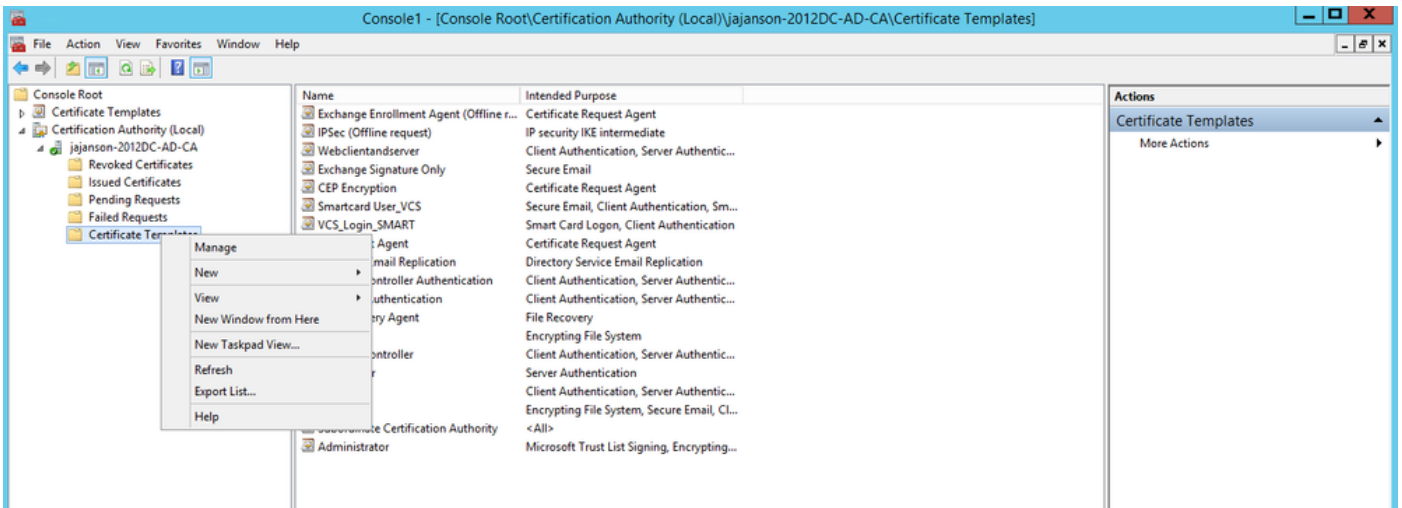 Console1 - [Console Root\Certification Authority (Local)\jajanson-2012DC-AD-CA\Certificate Templates]
File Action View Favorites Window Help
Console Root
Certificate Templates
Certification Authority (Local)
jajanson-2012DC-AD-CA
Revoked Certificates
Issued Certificates
Pending Requests
Failed Requests
Certificate
Manage
New
View
New Window from Here
New Taskpad View...
Refresh
Export List...
Help
Name Intended Purpose
Exchange Enrollment Agent (Offline r... Certificate Request Agent
IPSec (Offline request) IP security IKE intermediate
Webclientandserver Client Authentication, Server Authentic...
Exchange Signature Only Secure Email
CEP Encryption Certificate Request Agent
Smartcard User_VCS Secure Email, Client Authentication, Sm...
VCS_Login_SMART Smart Card Logon, Client Authentication
Agent Certificate Request Agent
mail Replication Directory Service Email Replication
ontroller Authentication Client Authentication, Server Authentic...
uthentication Client Authentication, Server Authentic...
ery Agent File Recovery
Encrypting File System
ontroller Client Authentication, Server Authentic...
r Server Authentication
Client Authentication, Server Authentic...
Encrypting File System, Secure Email, Cl...
Certification Authority <All>
Administrator Microsoft Trust List Signing, Encrypting...
Actions
Certificate Templates
More Actions